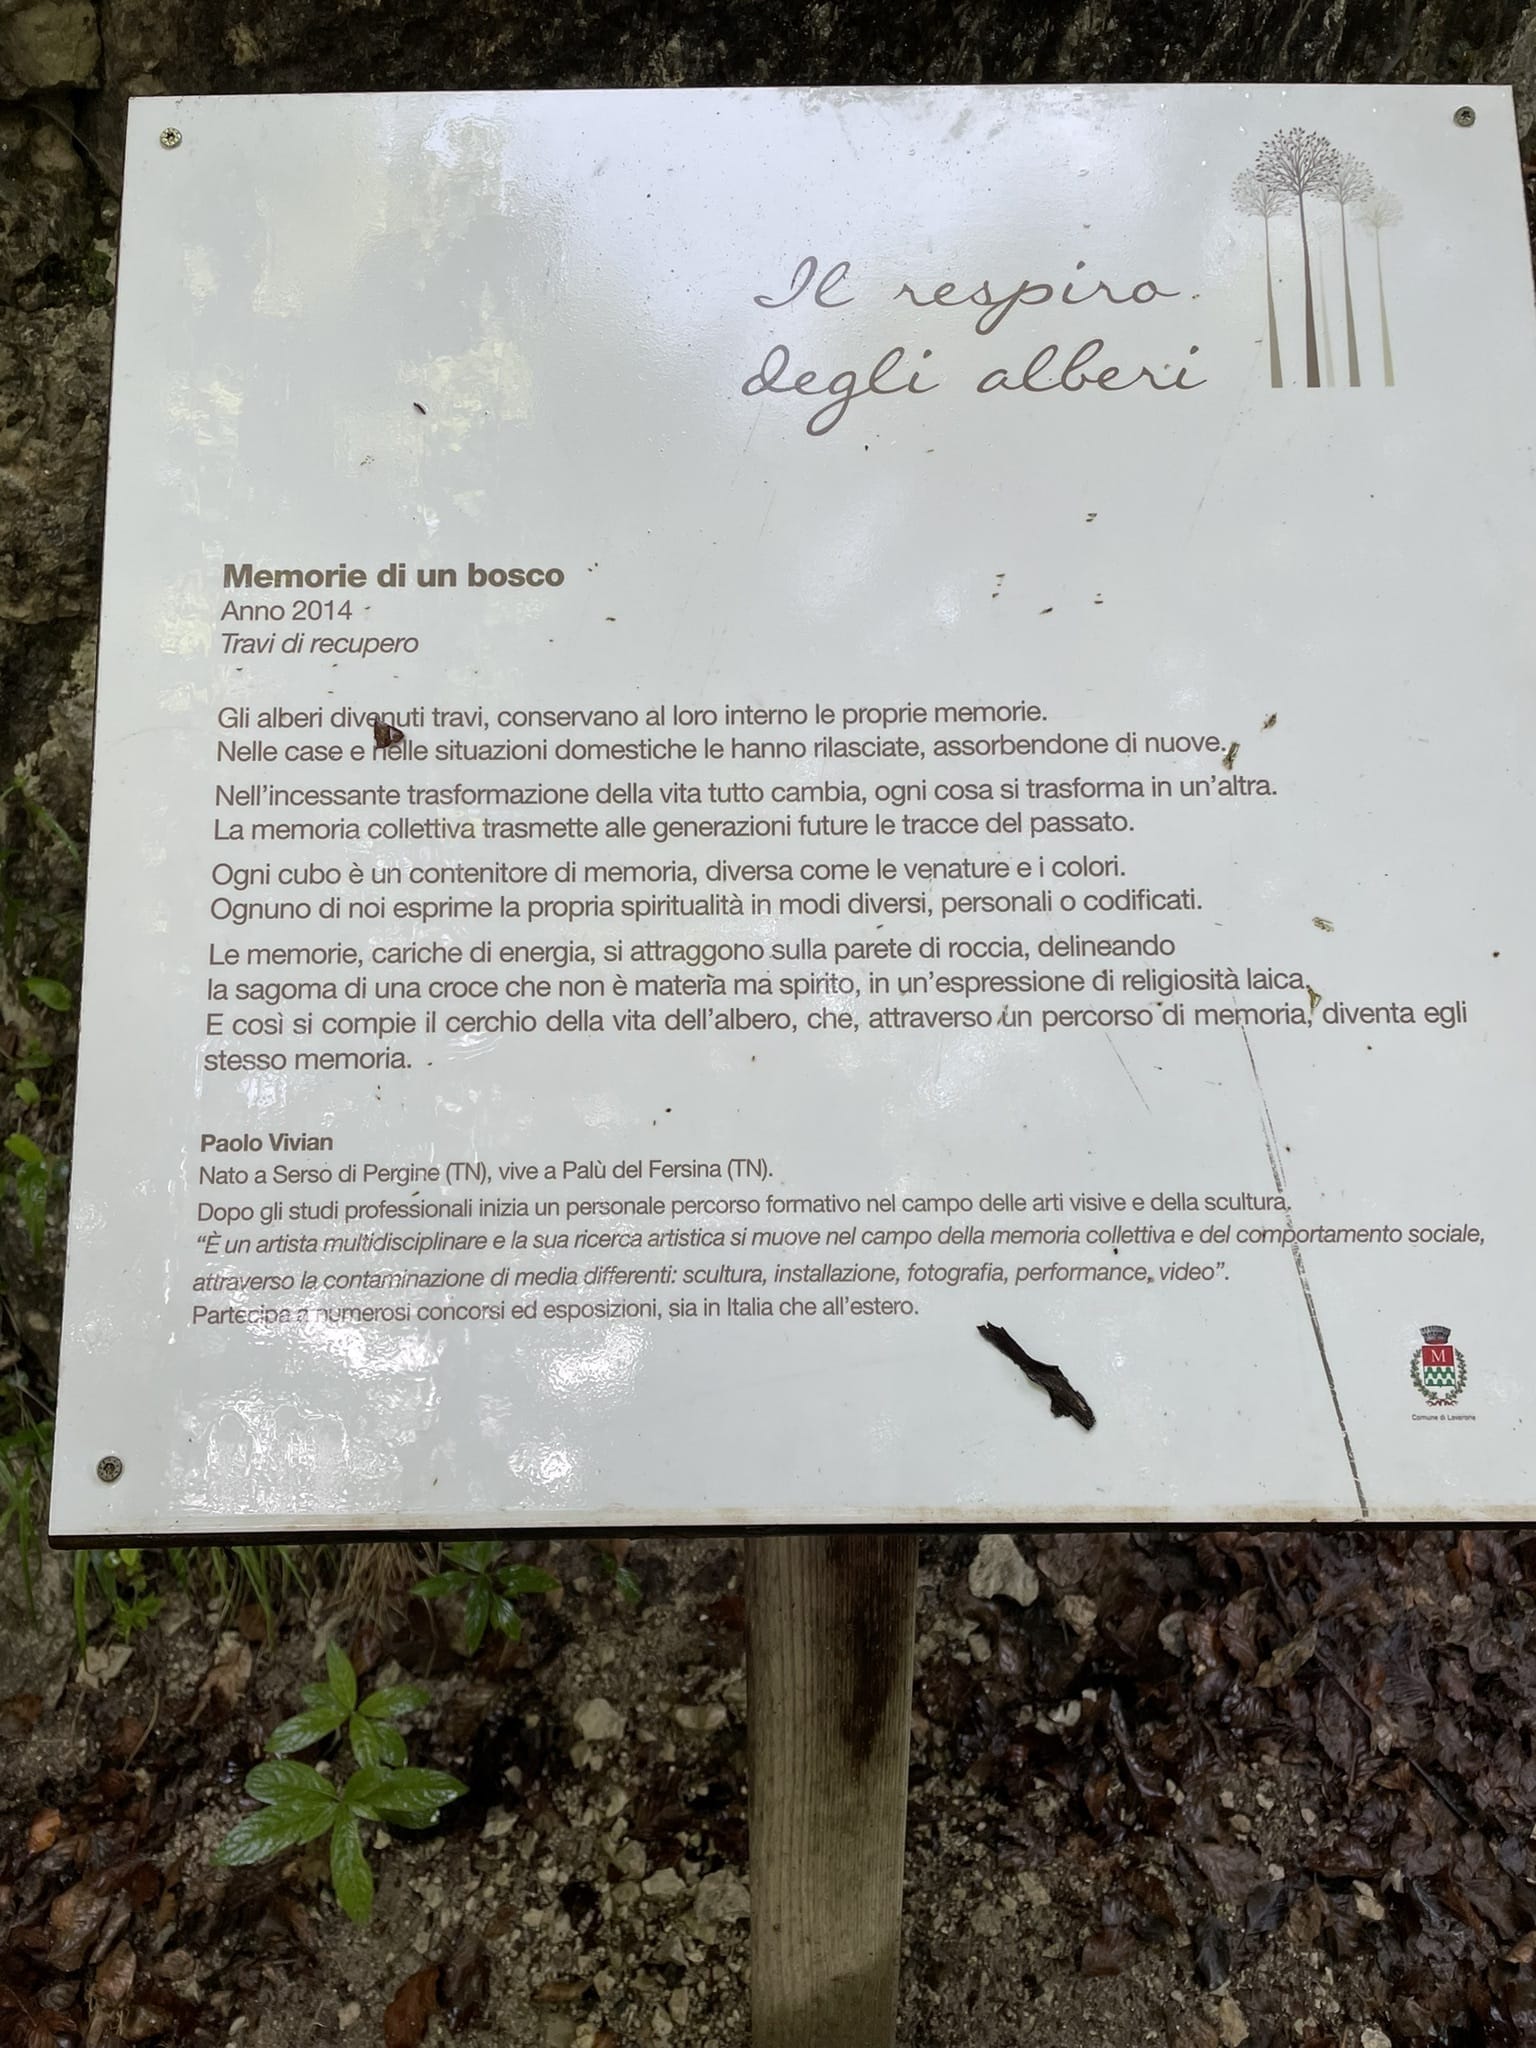 Il respiro
degli alberi
Memorie di un bosco
Anno 2014
Travi di recupero
Gli alberi divenuti travi, conservano al loro interno le proprie memorie.
Nelle case e nelle situazioni domestiche le hanno rilasciate, assorbendone di nuove.
Nell'incessante trasformazione della vita tutto cambia, ogni cosa si trasforma in un'altra.
La memoria collettiva trasmette alle generazioni future le tracce del passato.
Ogni cubo è un contenitore di memoria, diversa come le venature e i colori.
Ognuno di noi esprime la propria spiritualità in modi diversi, personali o codificati.
Le memorie, cariche di energia, si attraggono sulla parete di roccia, delineando
la sagoma di una croce che non è materia ma spirito, in un'espressione di religiosità laica.
E così si compie il cerchio della vita dell'albero, che, attraverso un percorso di memoria, diventa egli
stesso memoria.
Paolo Vivian
Nato a Serso di Pergine (TN), vive a Palù del Fersina (TN).
Dopo gli studi professionali inizia un personale percorso formativo nel campo delle arti visive e della scultura.
"È un artista multidisciplinare e la sua ricerca artistica si muove nel campo della memoria collettiva e del comportamento sociale,
attraverso la contaminazione di media differenti: scultura, installazione, fotografia, performance, video".
Partecipa a numerosi concorsi ed esposizioni, sia in Italia che all'estero.
M
Comune di Lavarone